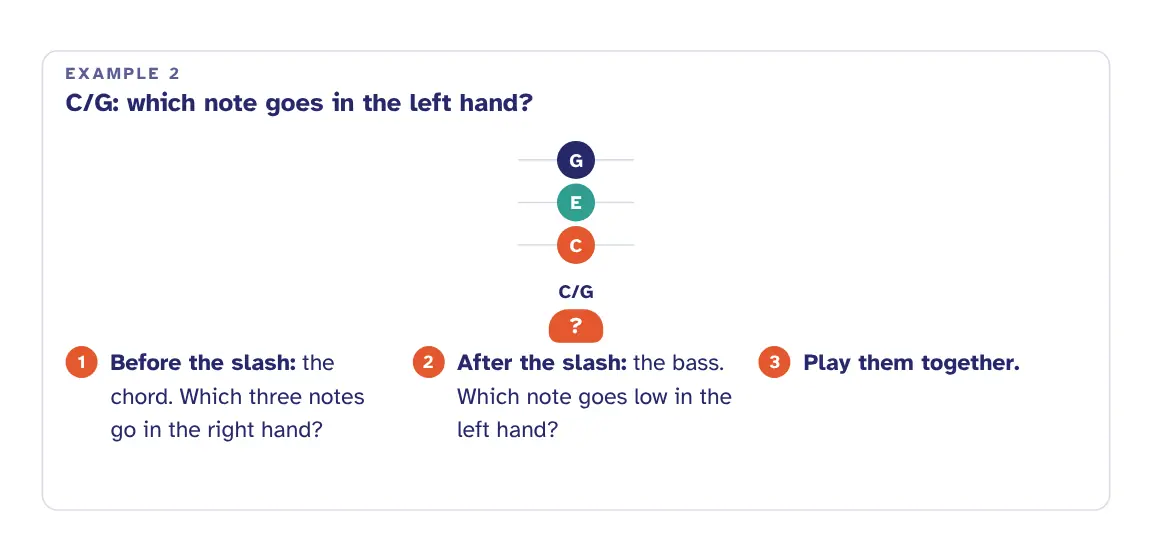 EXAMPLE 2
C/G: which note goes in the left hand?
G
E
C
C/G
?
1 Before the slash: the
chord. Which three notes
go in the right hand?
2 After the slash: the bass.
Which note goes low in the
left hand?
3 Play them together.